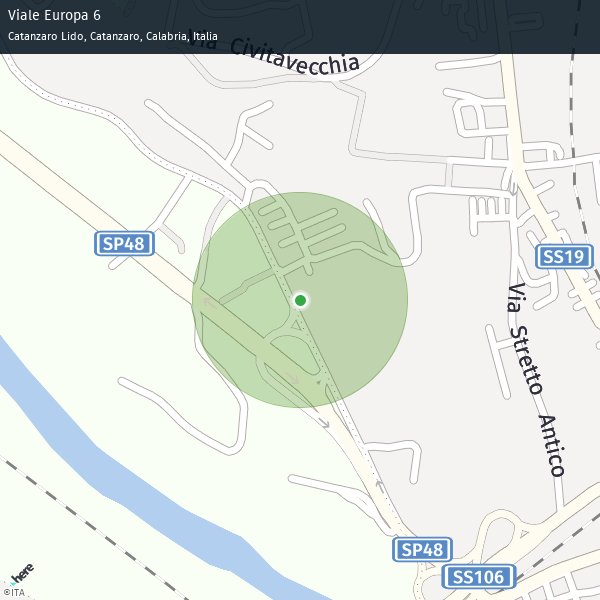 Viale Europa 6
Catanzaro Lido, Catanzaro, Calabria, Italia
Via Civitavecchia
SP48
SS19
Via Stretto Antico
SP48
SS106
here
©ITA